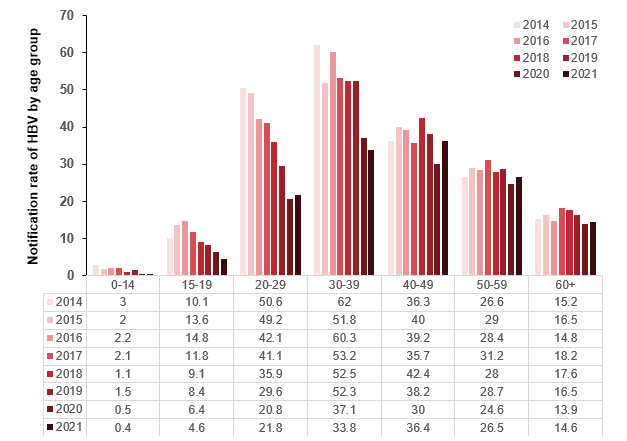 Notification rate of HBV by age group
70
60
50
40
30
20
10
0
2014 2015
2016 2017
2018 2019
2020 2021
0-14 15-19 20-29 30-39 40-49 50-59 60+
2014 3 10.1 50.6 62 36.3 26.6 15.2
2015 2 13.6 49.2 51.8 40 29 16.5
2016 2.2 14.8 42.1 60.3 39.2 28.4 14.8
2017 2.1 11.8 41.1 53.2 35.7 31.2 18.2
2018 1.1 9.1 35.9 52.5 42.4 28 17.6
2019 1.5 8.4 29.6 52.3 38.2 28.7 16.5
2020 0.5 6.4 20.8 37.1 30 24.6 13.9
2021 0.4 4.6 21.8 33.8 36.4 26.5 14.6